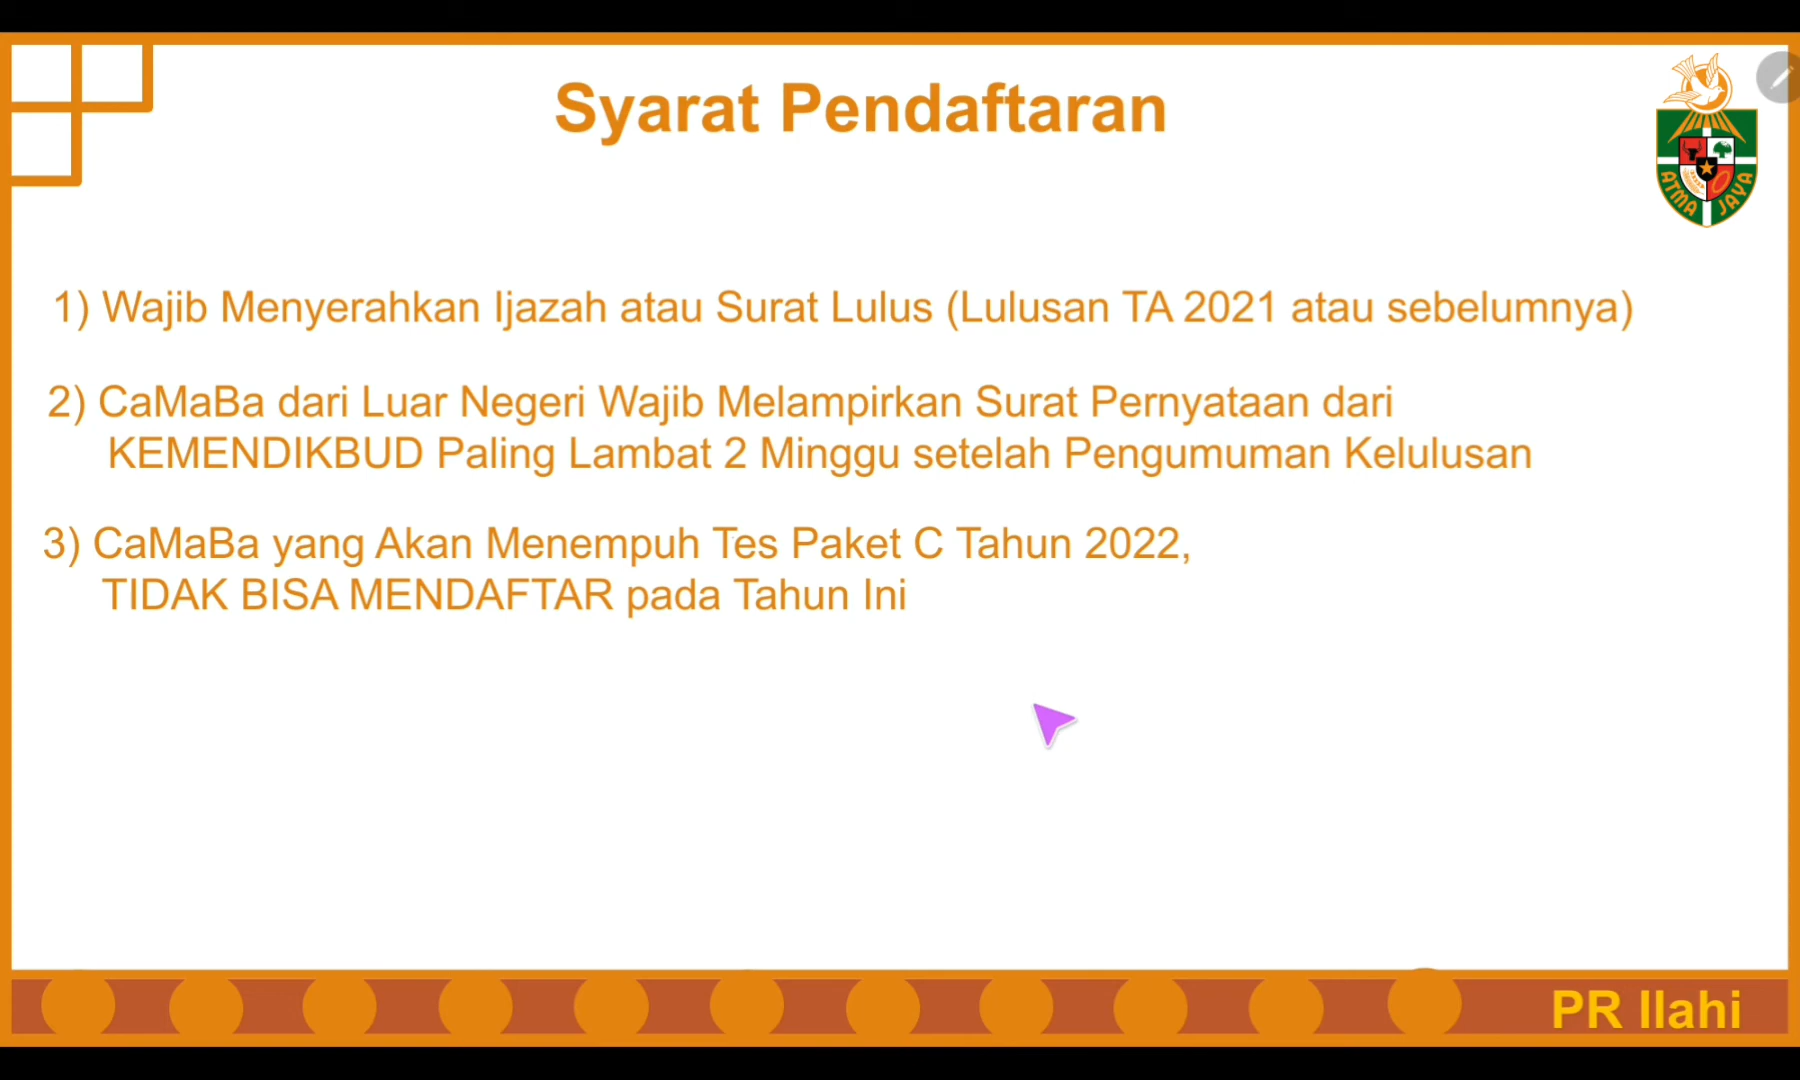 Syarat Pendaftaran
ATMA JAYA
1) Wajib Menyerahkan Ijazah atau Surat Lulus (Lulusan TA 2021 atau sebelumnya)
2) CaMaBa dari Luar Negeri Wajib Melampirkan Surat Pernyataan dari
KEMENDIKBUD Paling Lambat 2 Minggu setelah Pengumuman Kelulusan
3) CaMaBa yang Akan Menempuh Tes Paket C Tahun 2022,
TIDAK BISA MENDAFTAR pada Tahun Ini
PR Ilahi